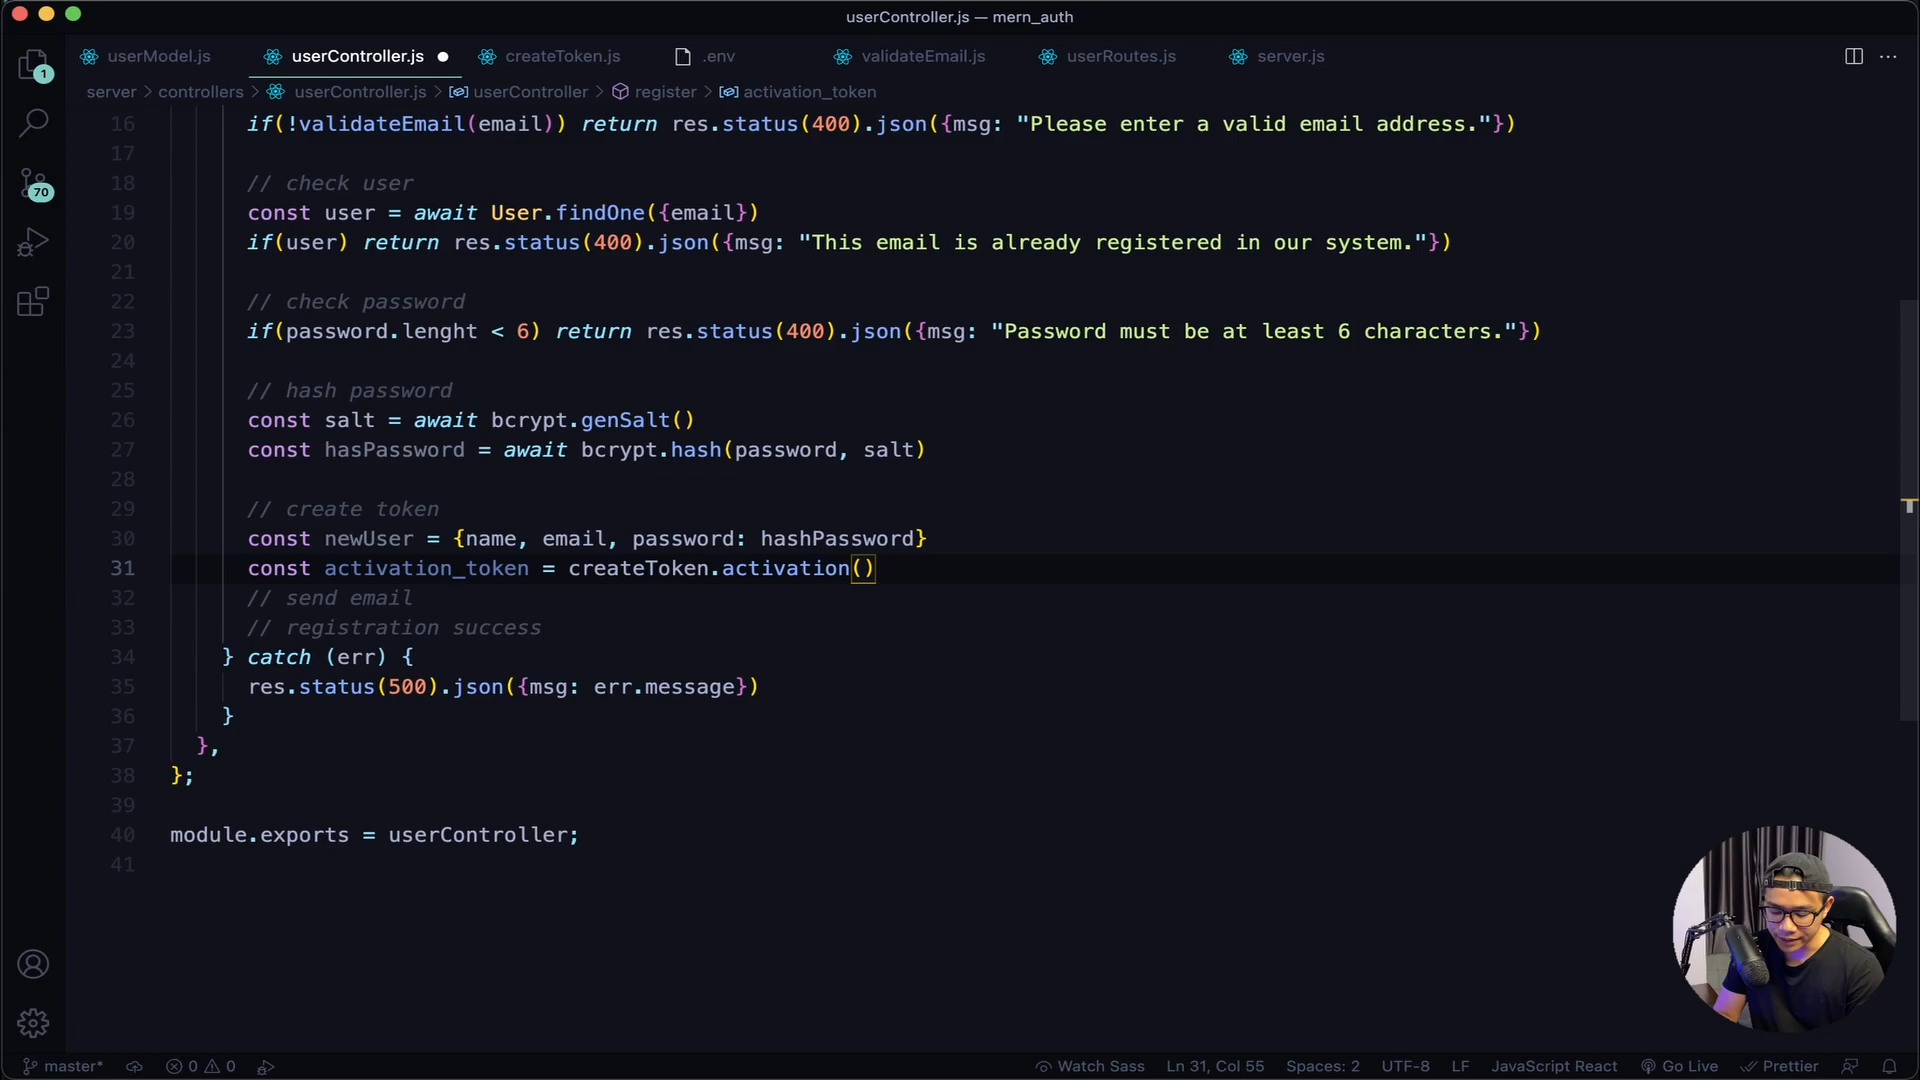 userController.js — mern_auth
userModel.js userController.js createToken.js .env validateEmail.js userRoutes.js server.js
1
server > controllers > userController.js > userController > register > activation_token
16 if(!validateEmail(email)) return res.status(400).json({msg: "Please enter a valid email address."})
17
18 // check user
19 const user = await User.findOne({email})
20 if(user) return res.status(400).json({msg: "This email is already registered in our system."})
21
22 // check password
23 if(password.lenght < 6) return res.status(400).json({msg: "Password must be at least 6 characters."})
24
25 // hash password
26 const salt = await bcrypt.genSalt()
27 const hasPassword = await bcrypt.hash(password, salt)
28
29 // create token
30 const newUser = {name, email, password: hashPassword}
31 const activation_token = createToken.activation()
32 // send email
33 // registration success
34 } catch (err) {
35 res.status(500).json({msg: err.message})
36 }
37 },
38 };
39
40 module.exports = userController;
41
70
master* 0 0 Watch Sass Ln 31, Col 55 Spaces: 2 UTF-8 LF JavaScript React Go Live Prettier